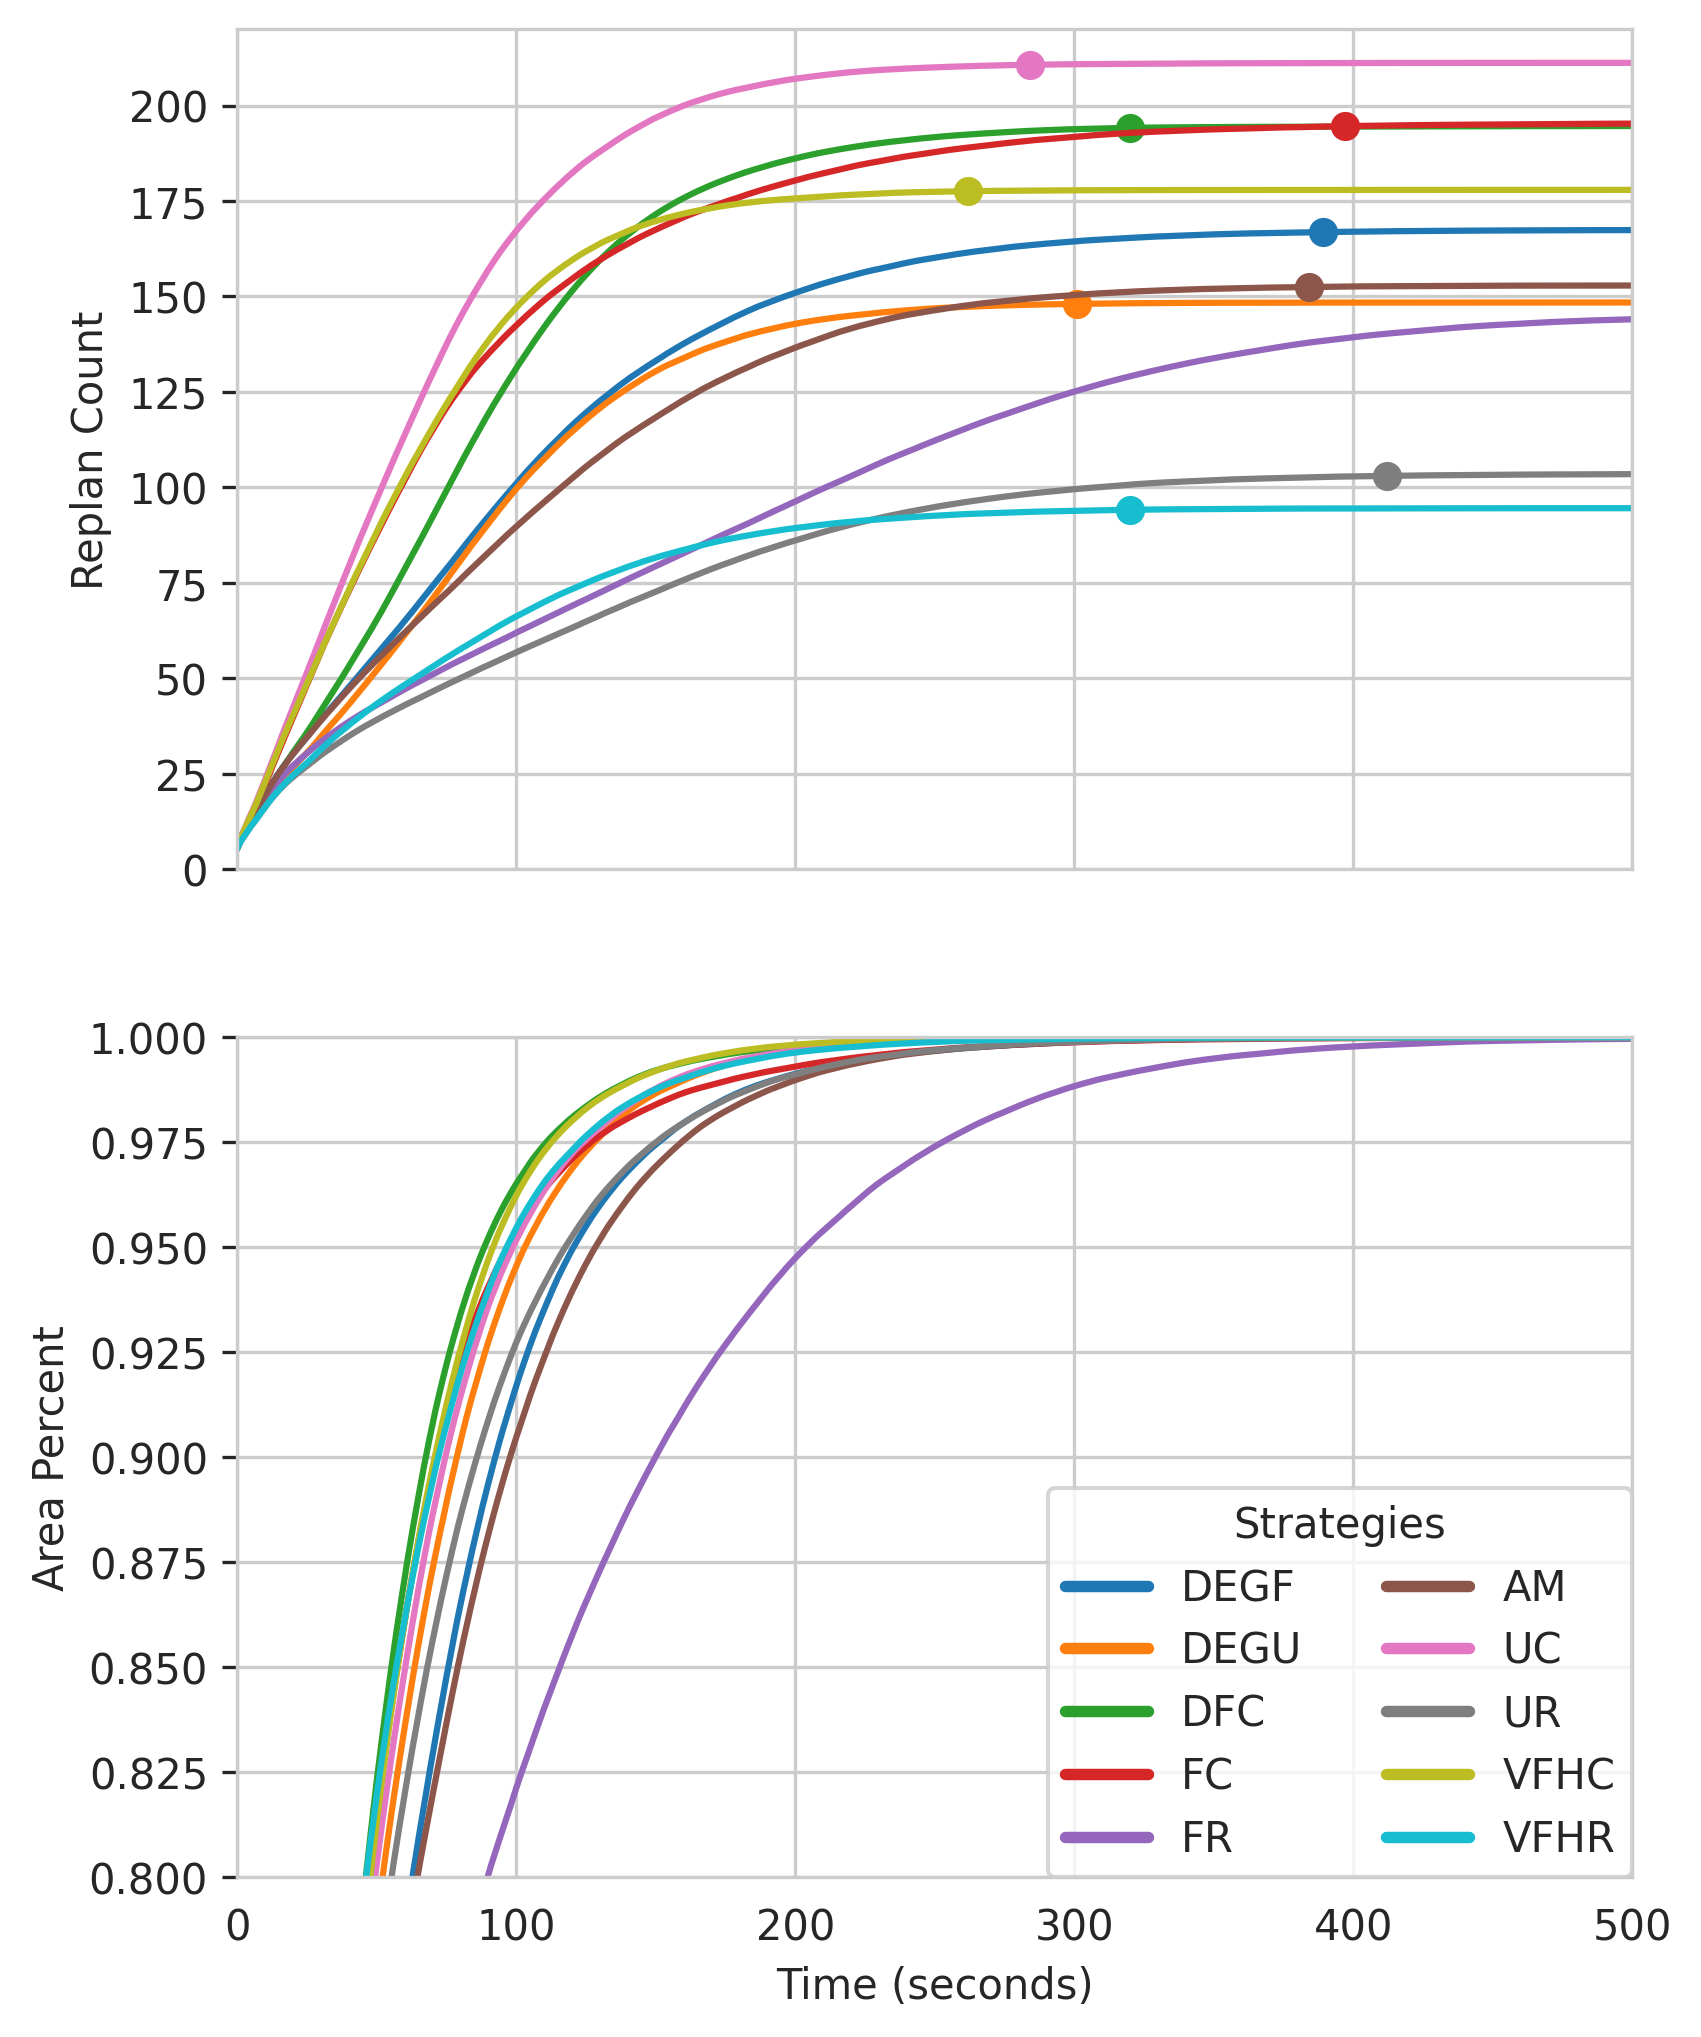 200
175
150
125
100
75
50
25
0
Replan Count
1.000
0.975
0.950
0.925
0.900
0.875
0.850
0.825
0.800
Area Percent
0 100 200 300 400 500
Time (seconds)
Strategies
DEGF AM
DEGU UC
DFC UR
FC VFHC
FR VFHR